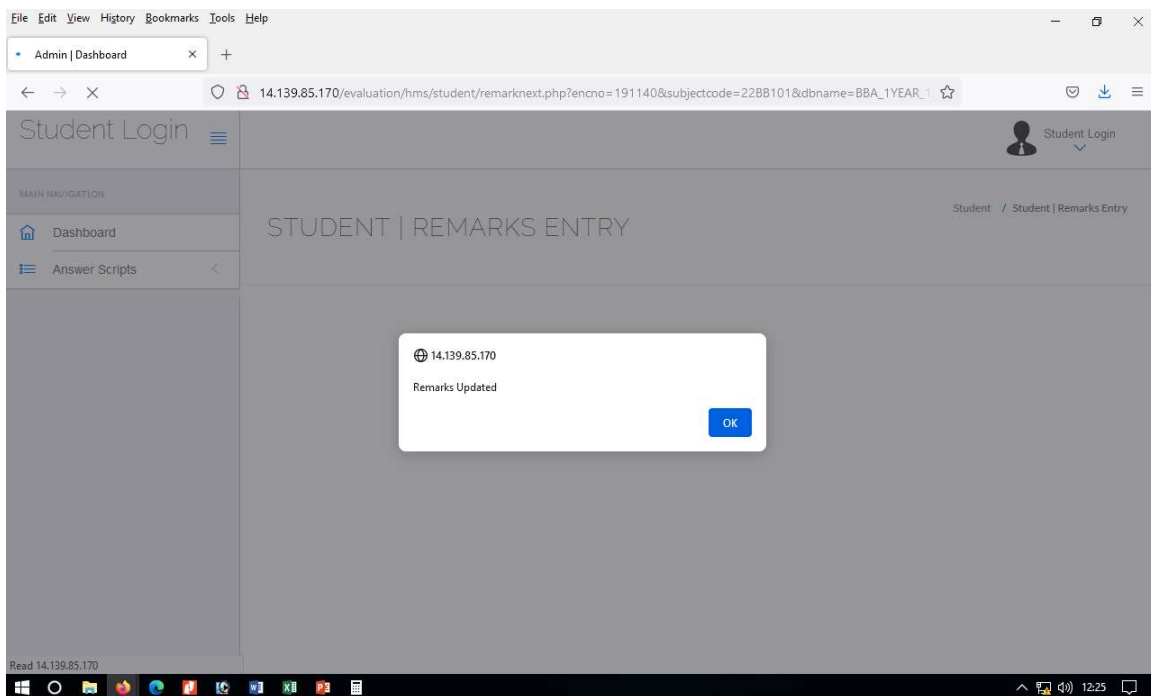 File Edit View History Bookmarks Tools Help
Admin | Dashboard
14.139.85.170/evaluation/hms/student/remarknext.php?encno=191140&subjectcode=22BB101&dbname=BBA_1YEAR_1
Student Login
Student Login
MAIN NAVIGATION
Student / Student | Remarks Entry
STUDENT | REMARKS ENTRY
Dashboard
Answer Scripts
14.139.85.170
Remarks Updated
OK
Read 14.139.85.170
12:25